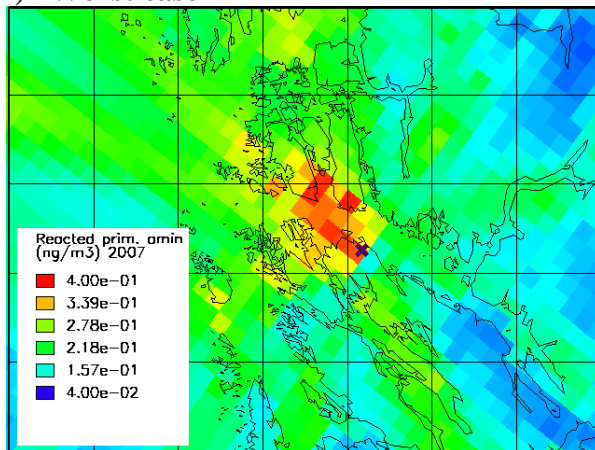 Reacted prim. amin
(ng/m3) 2007
4.00e-01
3.39e-01
2.78e-01
2.18e-01
1.57e-01
4.00e-02